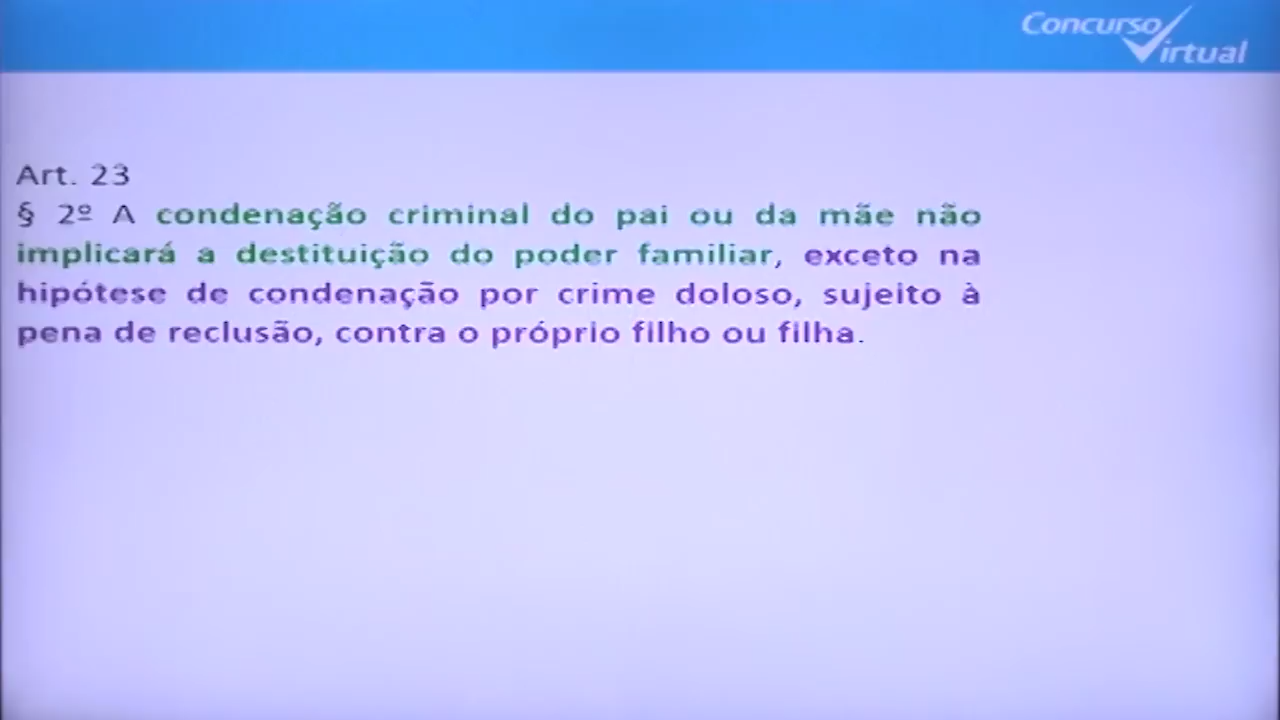 Concurso
Virtual
Art. 23
§ 2º A condenação criminal do pai ou da mãe não
implicará a destituição do poder familiar, exceto na
hipótese de condenação por crime doloso, sujeito à
pena de reclusão, contra o próprio filho ou filha.